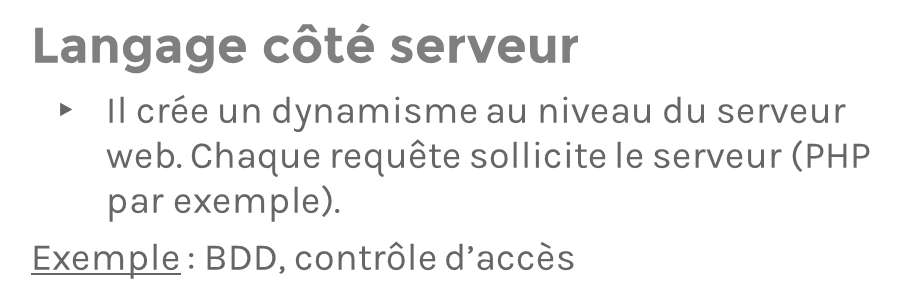 Langage côté serveur
▸ Il crée un dynamisme au niveau du serveur
web. Chaque requête sollicite le serveur (PHP
par exemple).
Exemple : BDD, contrôle d’accès